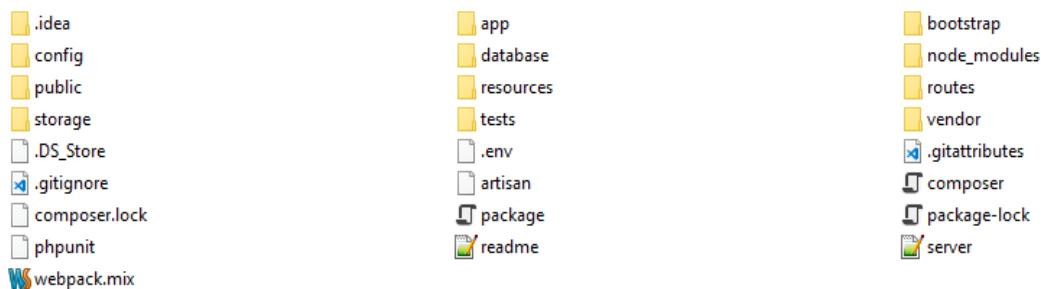 .idea app bootstrap
config database node_modules
public resources routes
storage tests vendor
.DS_Store .env .gitattributes
.gitignore artisan composer
composer.lock package package-lock
phpunit readme server
webpack.mix